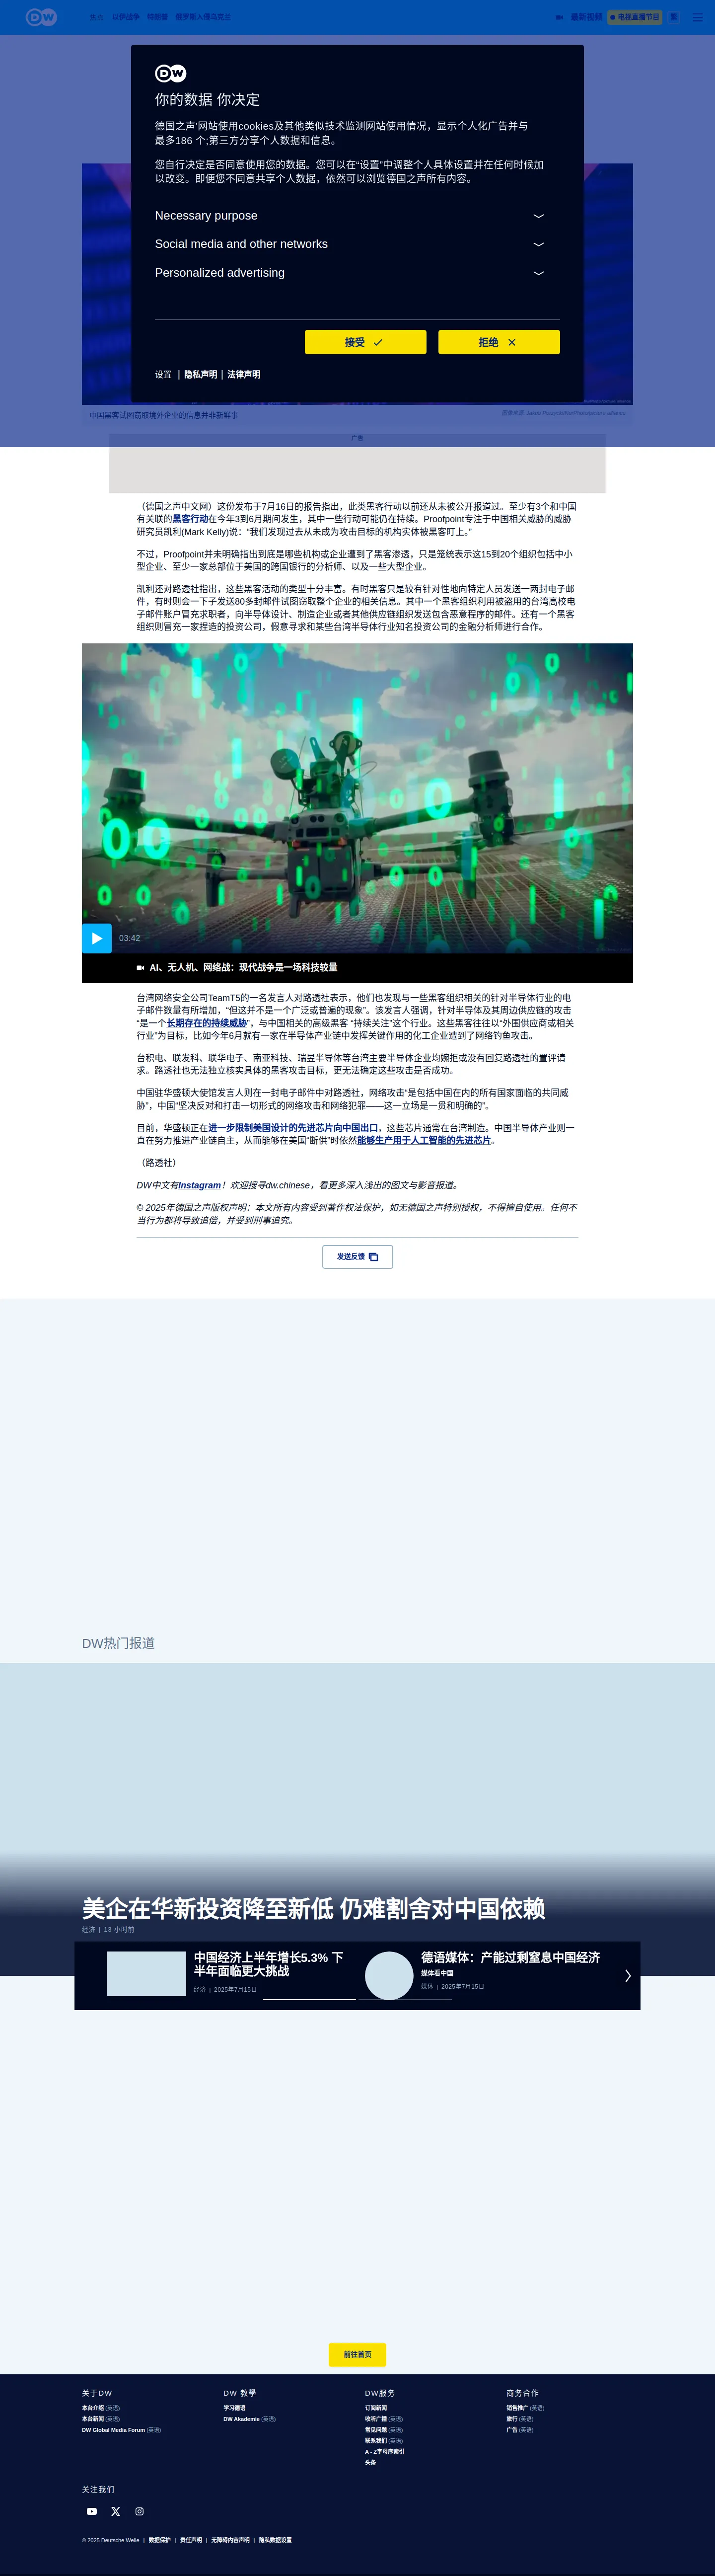 DW
焦点 以伊战争 特朗普 俄罗斯入侵乌克兰
最新视频 电视直播节目 繁
DW
你的数据 你决定
德国之声'网站使用cookies及其他类似技术监测网站使用情况，显示个人化广告并与
最多186 个;第三方分享个人数据和信息。
您自行决定是否同意使用您的数据。您可以在"设置"中调整个人具体设置并在任何时候加
以改变。即便您不同意共享个人数据，依然可以浏览德国之声所有内容。
Necessary purpose
Social media and other networks
Personalized advertising
接受
拒绝
设置 | 隐私声明 | 法律声明
中国黑客试图窃取境外企业的信息并非新鲜事
广告
（德国之声中文网）这份发布于7月16日的报告指出，此类黑客行动以前还从未被公开报道过。至少有3个和中国
有关联的黑客行动在今年3到6月期间发生，其中一些行动可能仍在持续。Proofpoint专注于中国相关威胁的威胁
研究员凯利(Mark Kelly)说：“我们发现过去从未成为攻击目标的机构实体被黑客盯上。”
不过，Proofpoint并未明确指出到底是哪些机构或企业遭到了黑客渗透，只是笼统表示这15到20个组织包括中小
型企业、至少一家总部位于美国的跨国银行的分析师、以及一些大型企业。
凯利还对路透社指出，这些黑客活动的类型十分丰富。有时黑客只是较有针对性地向特定人员发送一两封电子邮
件，有时则会一下子发送80多封邮件试图窃取整个企业的相关信息。其中一个黑客组织利用被盗用的台湾高校电
子邮件账户冒充求职者，向半导体设计、制造企业或者其他供应链组织发送包含恶意程序的邮件。还有一个黑客
组织则冒充一家捏造的投资公司，假意寻求和某些台湾半导体行业知名投资公司的金融分析师进行合作。
03:42
AI、无人机、网络战：现代战争是一场科技较量
台湾网络安全公司TeamT5的一名发言人对路透社表示，他们也发现与一些黑客组织相关的针对半导体行业的电
子邮件数量有所增加，“但这并不是一个广泛或普遍的现象”。该发言人强调，针对半导体及其周边供应链的攻击
“是一个长期存在的持续威胁”，与中国相关的高级黑客 “持续关注”这个行业。这些黑客往往以“外国供应商或相关
行业”为目标，比如今年6月就有一家在半导体产业链中发挥关键作用的化工企业遭到了网络钓鱼攻击。
台积电、联发科、联华电子、南亚科技、瑞昱半导体等台湾主要半导体企业均婉拒或没有回复路透社的置评请
求。路透社也无法独立核实具体的黑客攻击目标，更无法确定这些攻击是否成功。
中国驻华盛顿大使馆发言人则在一封电子邮件中对路透社，网络攻击“是包括中国在内的所有国家面临的共同威
胁”，中国“坚决反对和打击一切形式的网络攻击和网络犯罪——这一立场是一贯和明确的”。
目前，华盛顿正在进一步限制美国设计的先进芯片向中国出口，这些芯片通常在台湾制造。中国半导体产业则一
直在努力推进产业链自主，从而能够在美国“断供”时依然能够生产用于人工智能的先进芯片。
（路透社）
DW中文有Instagram！欢迎搜寻dw.chinese，看更多深入浅出的图文与影音报道。
© 2025年德国之声版权声明：本文所有内容受到著作权法保护，如无德国之声特别授权，不得擅自使用。任何不
当行为都将导致追偿，并受到刑事追究。
发送反馈
DW热门报道
美企在华新投资降至新低 仍难割舍对中国依赖
经济 | 13 小时前
中国经济上半年增长5.3% 下
半年面临更大挑战
经济 | 2025年7月15日
德语媒体：产能过剩窒息中国经济
媒体看中国
媒体 | 2025年7月15日
前往首页
关于DW
本台介绍 (英语)
本台新闻 (英语)
DW Global Media Forum (英语)
DW 教學
学习德语
DW Akademie (英语)
DW服务
订阅新闻
收听广播 (英语)
常见问题 (英语)
联系我们 (英语)
A - Z字母序索引
头条
商务合作
销售推广 (英语)
旅行 (英语)
广告 (英语)
关注我们
© 2025 Deutsche Welle | 数据保护 | 责任声明 | 无障碍内容声明 | 隐私数据设置